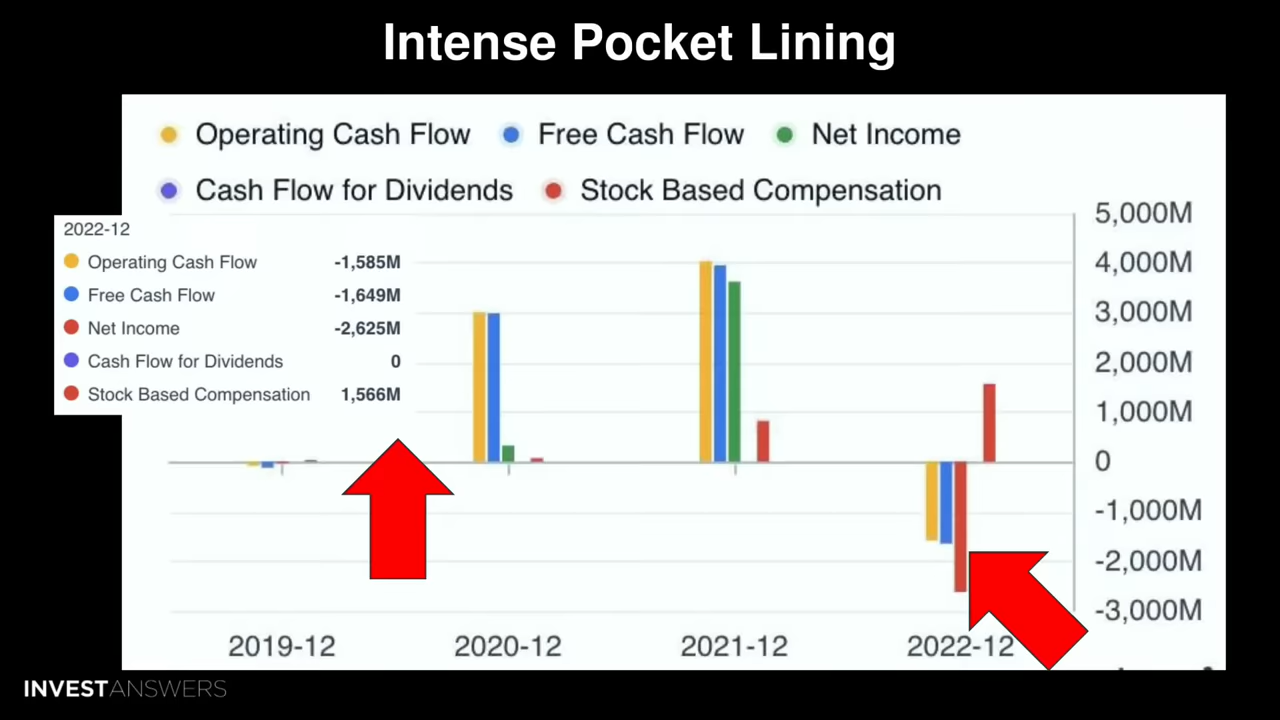 Intense Pocket Lining
Operating Cash Flow Free Cash Flow Net Income
Cash Flow for Dividends Stock Based Compensation
2022-12
Operating Cash Flow -1,585M
Free Cash Flow -1,649M
Net Income -2,625M
Cash Flow for Dividends 0
Stock Based Compensation 1,566M
5,000M
4,000M
3,000M
2,000M
1,000M
0
-1,000M
-2,000M
-3,000M
2019-12 2020-12 2021-12 2022-12
INVESTANSWERS